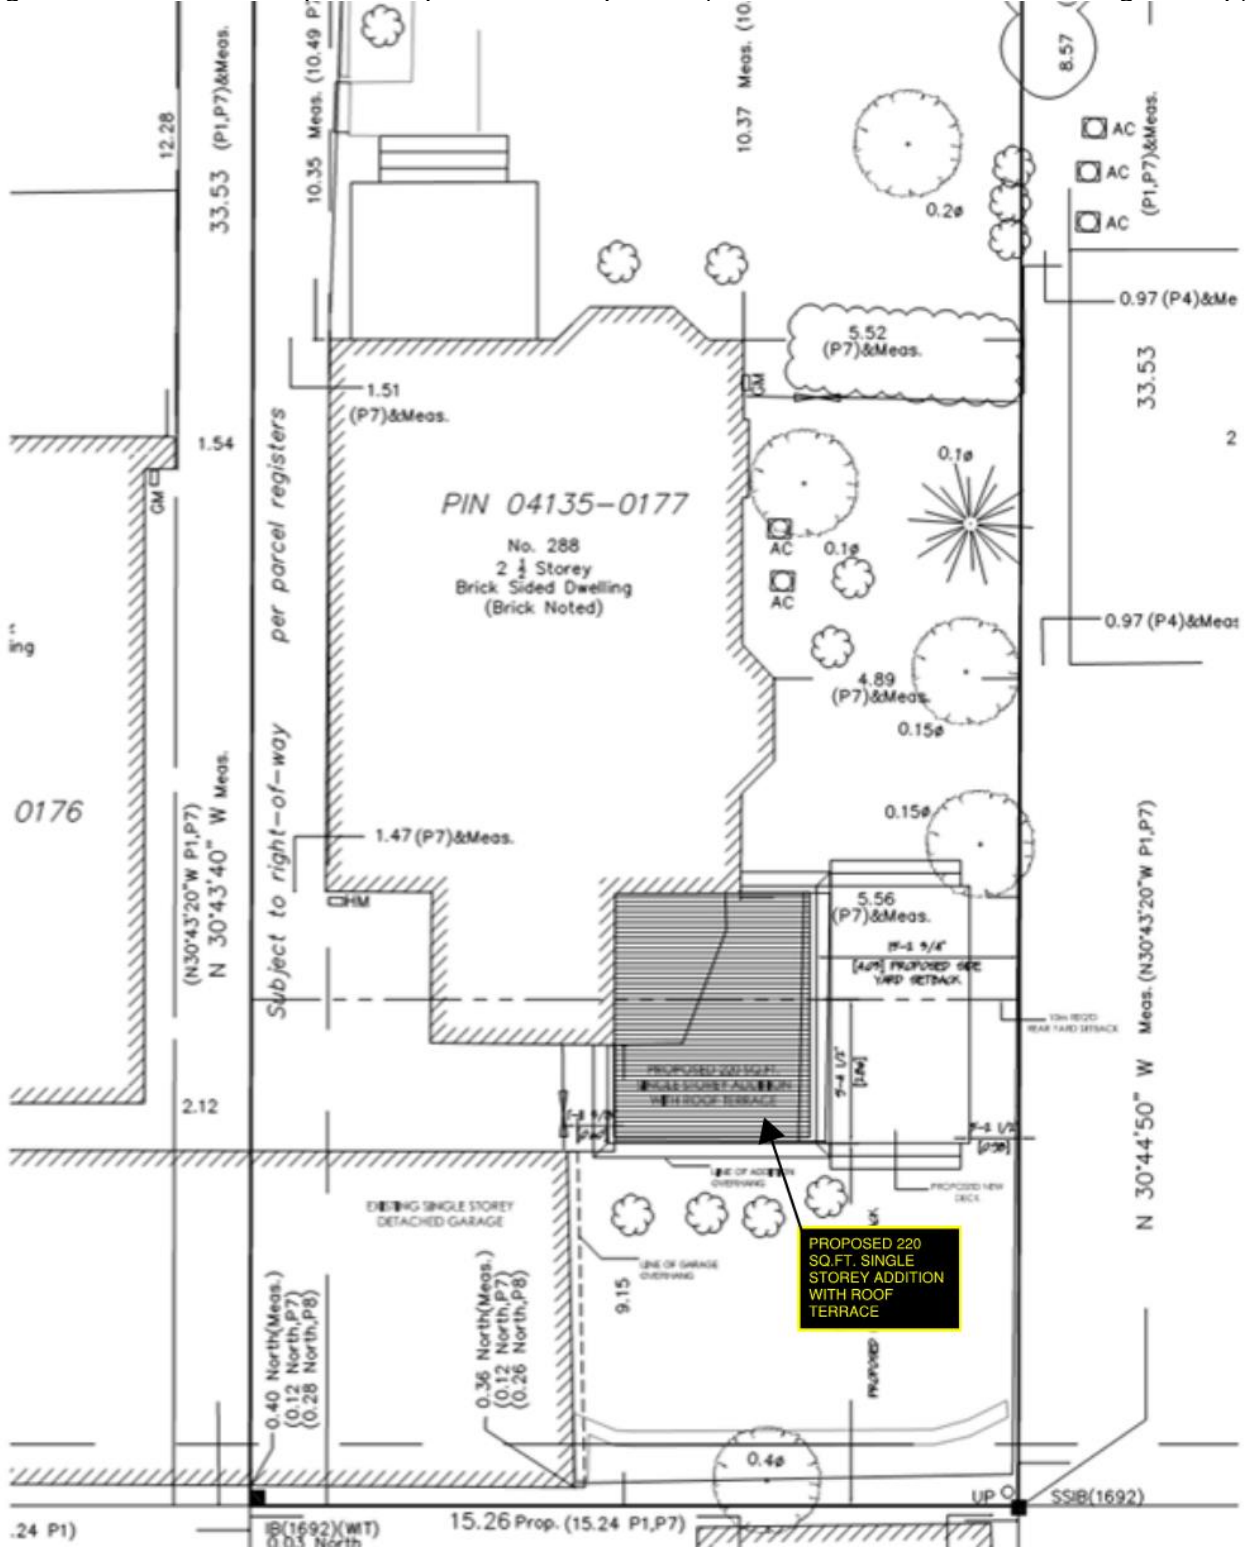 12.28
33.53 (P1,P7)&Meas.
10.35 Meas. (10.49 P
10.37 Meas. (10.
8.57
AC
AC
AC
(P1,P7)&Meas.
0.2ø
0.97 (P4)&Me
5.52
(P7)&Meas.
GM
33.53
1.51
(P7)&Meas.
1.54
2
GM
0.1ø
PIN 04135-0177
No. 288
2 ½ Storey
Brick Sided Dwelling
(Brick Noted)
AC
0.1ø
AC
Subject to right-of-way per parcel registers
ing
0.97 (P4)&Meas
4.89
(P7)&Meas.
0.15ø
0176
0.15ø
1.47 (P7)&Meas.
(N30°43'20"W P1,P7)
N 30°43'40" W Meas.
HM
5.56
(P7)&Meas.
[4.09] PROPOSED SIDE
YARD SETBACK
REAR YARD SETBACK
N 30°44'50" W Meas. (N30°43'20"W P1,P7)
PROPOSED 220 SQ.FT.
SINGLE STOREY ADDITION
WITH ROOF TERRACE
2.12
LINE OF ADDITION
OVERHANG
PROPOSED NEW
DECK
EXISTING SINGLE STOREY
DETACHED GARAGE
LINE OF GARAGE
OVERHANG
PROPOSED 220
SQ.FT. SINGLE
STOREY ADDITION
WITH ROOF
TERRACE
9.15
PROPOSED
0.40 North(Meas.)
(0.12 North,P7)
(0.28 North,P8)
0.36 North(Meas.)
(0.12 North,P7)
(0.26 North,P8)
0.4ø
UP
SSIB(1692)
.24 P1)
IB(1692)(WIT)
0.03 North
15.26 Prop. (15.24 P1,P7)